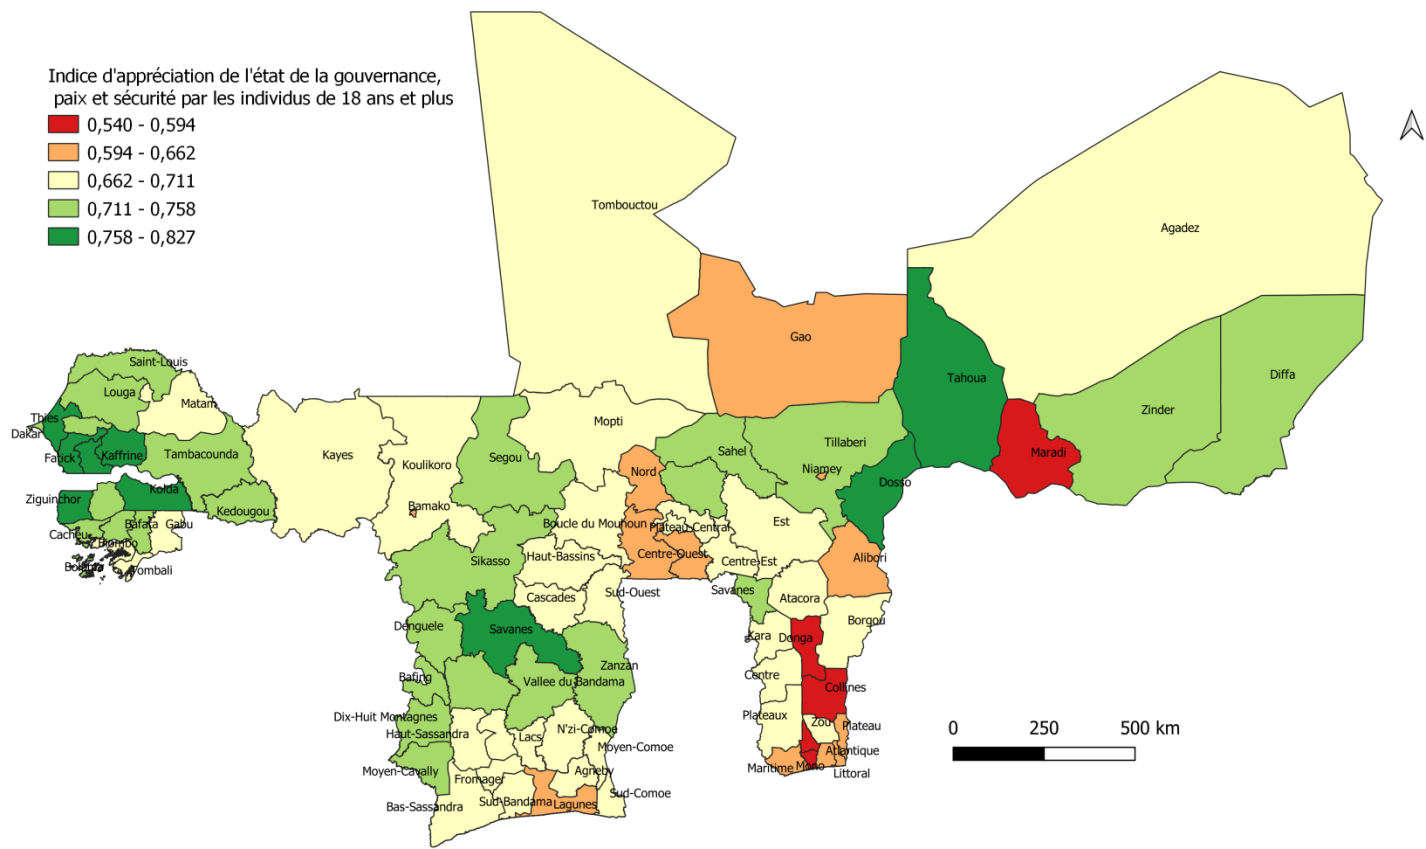 Indice d'appréciation de l'état de la gouvernance,
paix et sécurité par les individus de 18 ans et plus
0,540 - 0,594
0,594 - 0,662
0,662 - 0,711
0,711 - 0,758
0,758 - 0,827
Tombouctou
Agadez
Gao
Saint-Louis
Louga
Matam
Tahoua
Diffa
Zinder
Thies
Dakar
Mopti
Tillaberi
Fatick
Kaffrine
Tambacounda
Kayes
Koulikoro
Segou
Sahel
Maradi
Nord
Niamey
Dosso
Ziguinchor
Kolda
Kedougou
Bamako
Cacheu
Bafata
Gabu
Boucle du Mouhoun
Plateau-Central
Est
Biombo
Bolama
Tombali
Sikasso
Haut-Bassins
Centre-Ouest
Centre-Est
Alibori
Cascades
Sud-Ouest
Savanes
Atacora
Denguele
Savanes
Borgou
Kara
Donga
Bafing
Vallee du Bandama
Zanzan
Centre
Collines
Dix-Huit Montagnes
Haut-Sassandra
Lacs
N'zi-Comoe
Plateaux
Zou
Plateau
Moyen-Comoe
Moyen-Cavally
Fromager
Agneby
Maritime
Mono
Atlantique
Littoral
Bas-Sassandra
Sud-Bandama
Lagunes
Sud-Comoe
0 250 500 km